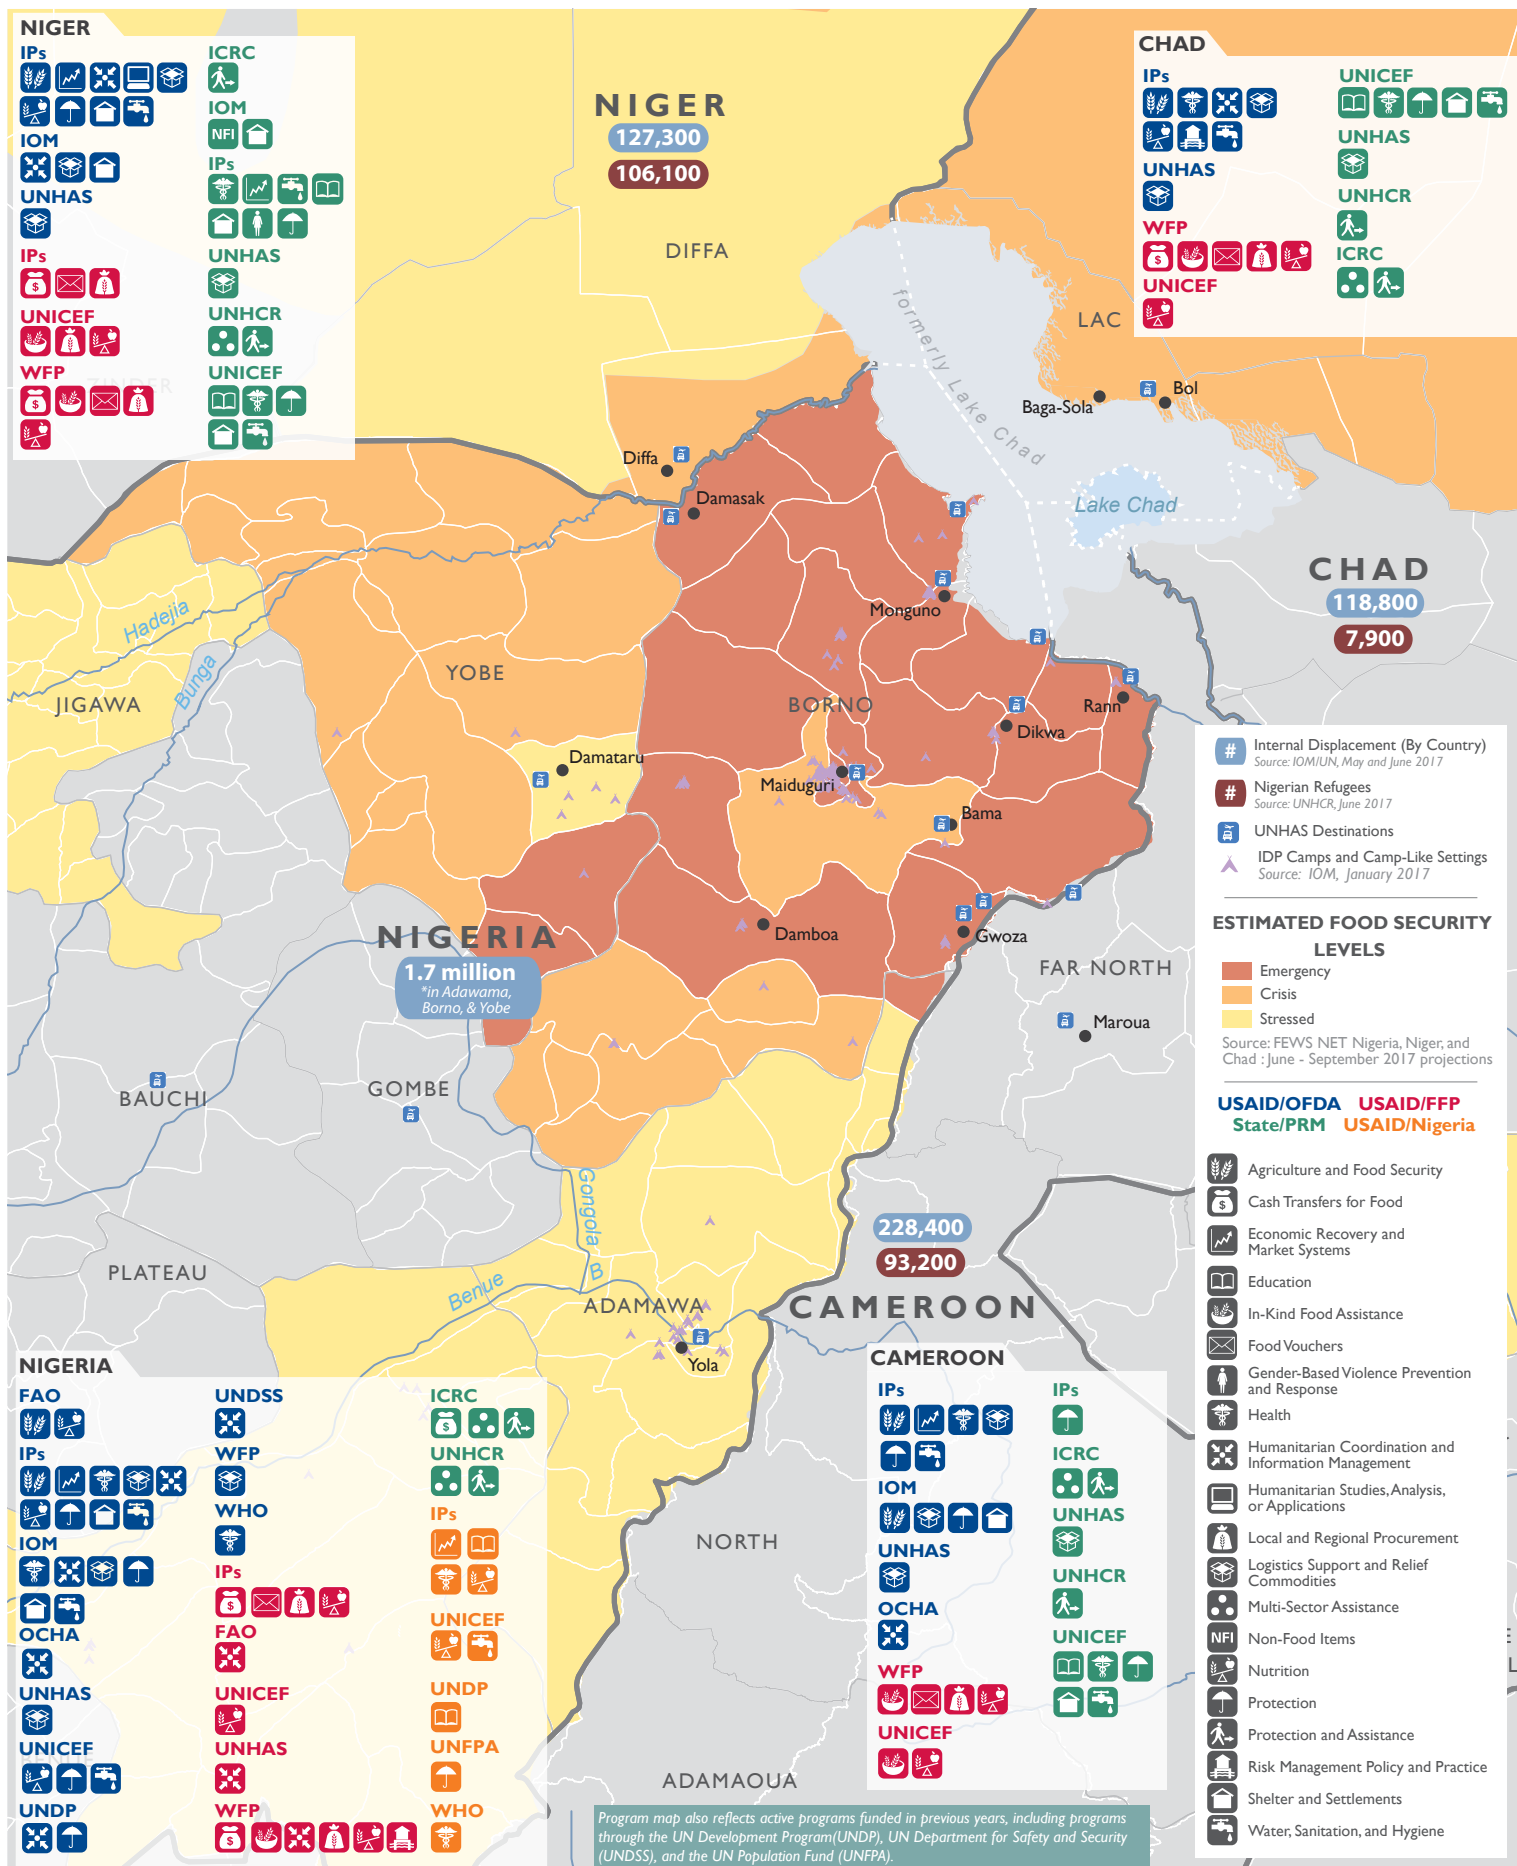 NIGER
IPs
IOM
UNHAS
IPs
UNICEF
WFP
ICRC
IOM
NFI
IPs
UNHAS
UNHCR
UNICEF
ZINDER
NIGER
127,300
106,100
DIFFA
CHAD
IPs
UNHAS
WFP
UNICEF
UNICEF
UNHAS
UNHCR
ICRC
LAC
formerly Lake Chad
Baga-Sola
Bol
Lake Chad
Diffa
Damasak
CHAD
118,800
7,900
Monguno
Hadejia
Bunga
JIGAWA
YOBE
BORNO
Rann
Dikwa
Damataru
Maiduguri
Bama
Damboa
Gwoza
NIGERIA
1.7 million
*in Adawama,
Borno, & Yobe
FAR NORTH
Maroua
BAUCHI
GOMBE
Gongola
PLATEAU
Benue
B
ADAMAWA
Yola
228,400
93,200
CAMEROON
NORTH
ADAMAOUA
# Internal Displacement (By Country)
Source: IOM/UN, May and June 2017
# Nigerian Refugees
Source: UNHCR, June 2017
UNHAS Destinations
IDP Camps and Camp-Like Settings
Source: IOM, January 2017
ESTIMATED FOOD SECURITY
LEVELS
Emergency
Crisis
Stressed
Source: FEWS NET Nigeria, Niger, and
Chad : June - September 2017 projections
USAID/OFDA USAID/FFP
State/PRM USAID/Nigeria
Agriculture and Food Security
Cash Transfers for Food
Economic Recovery and
Market Systems
Education
In-Kind Food Assistance
Food Vouchers
Gender-Based Violence Prevention
and Response
Health
Humanitarian Coordination and
Information Management
Humanitarian Studies, Analysis,
or Applications
Local and Regional Procurement
Logistics Support and Relief
Commodities
Multi-Sector Assistance
NFI Non-Food Items
Nutrition
Protection
Protection and Assistance
Risk Management Policy and Practice
Shelter and Settlements
Water, Sanitation, and Hygiene
NIGERIA
FAO
IPs
IOM
OCHA
UNHAS
UNICEF
BENUE
UNDP
UNDSS
WFP
WHO
IPs
FAO
UNICEF
UNHAS
WFP
ICRC
UNHCR
IPs
UNICEF
UNDP
UNFPA
WHO
CAMEROON
IPs
IOM
UNHAS
OCHA
WFP
UNICEF
IPs
ICRC
UNHAS
UNHCR
UNICEF
Program map also reflects active programs funded in previous years, including programs
through the UN Development Program(UNDP), UN Department for Safety and Security
(UNDSS), and the UN Population Fund (UNFPA).